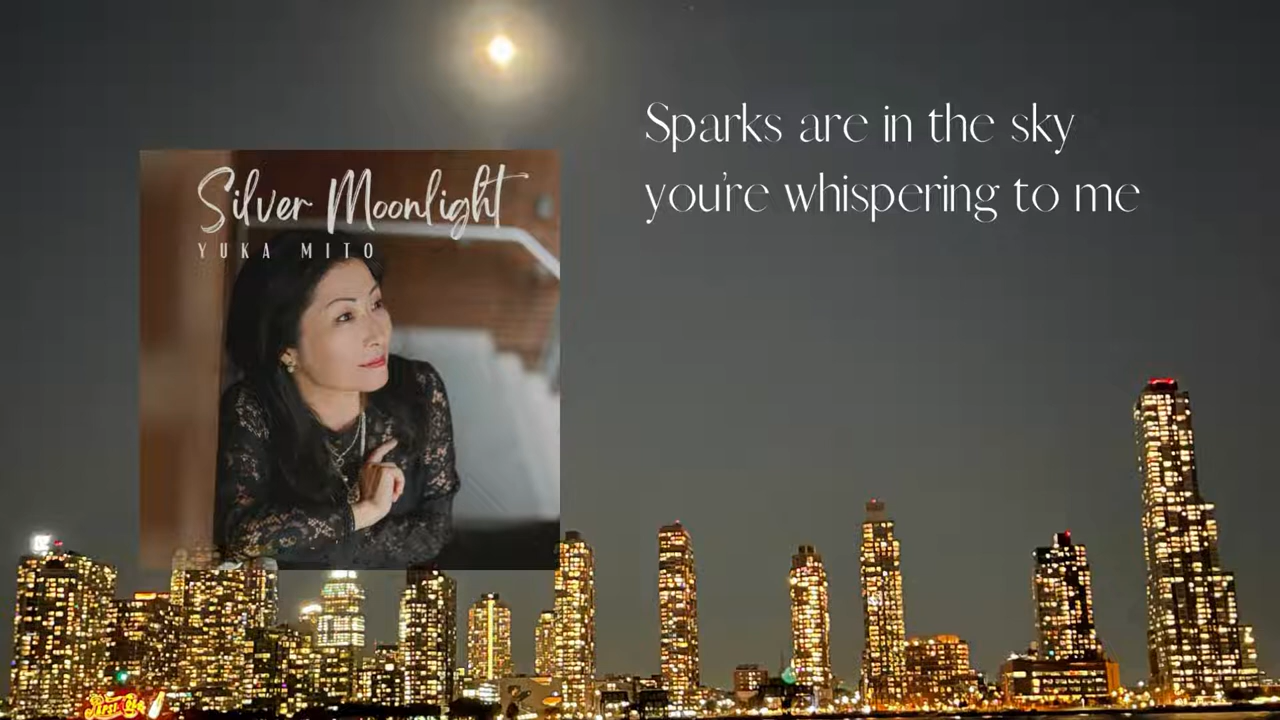 Silver Moonlight
YUKA MITO
Sparks are in the sky
you're whispering to me